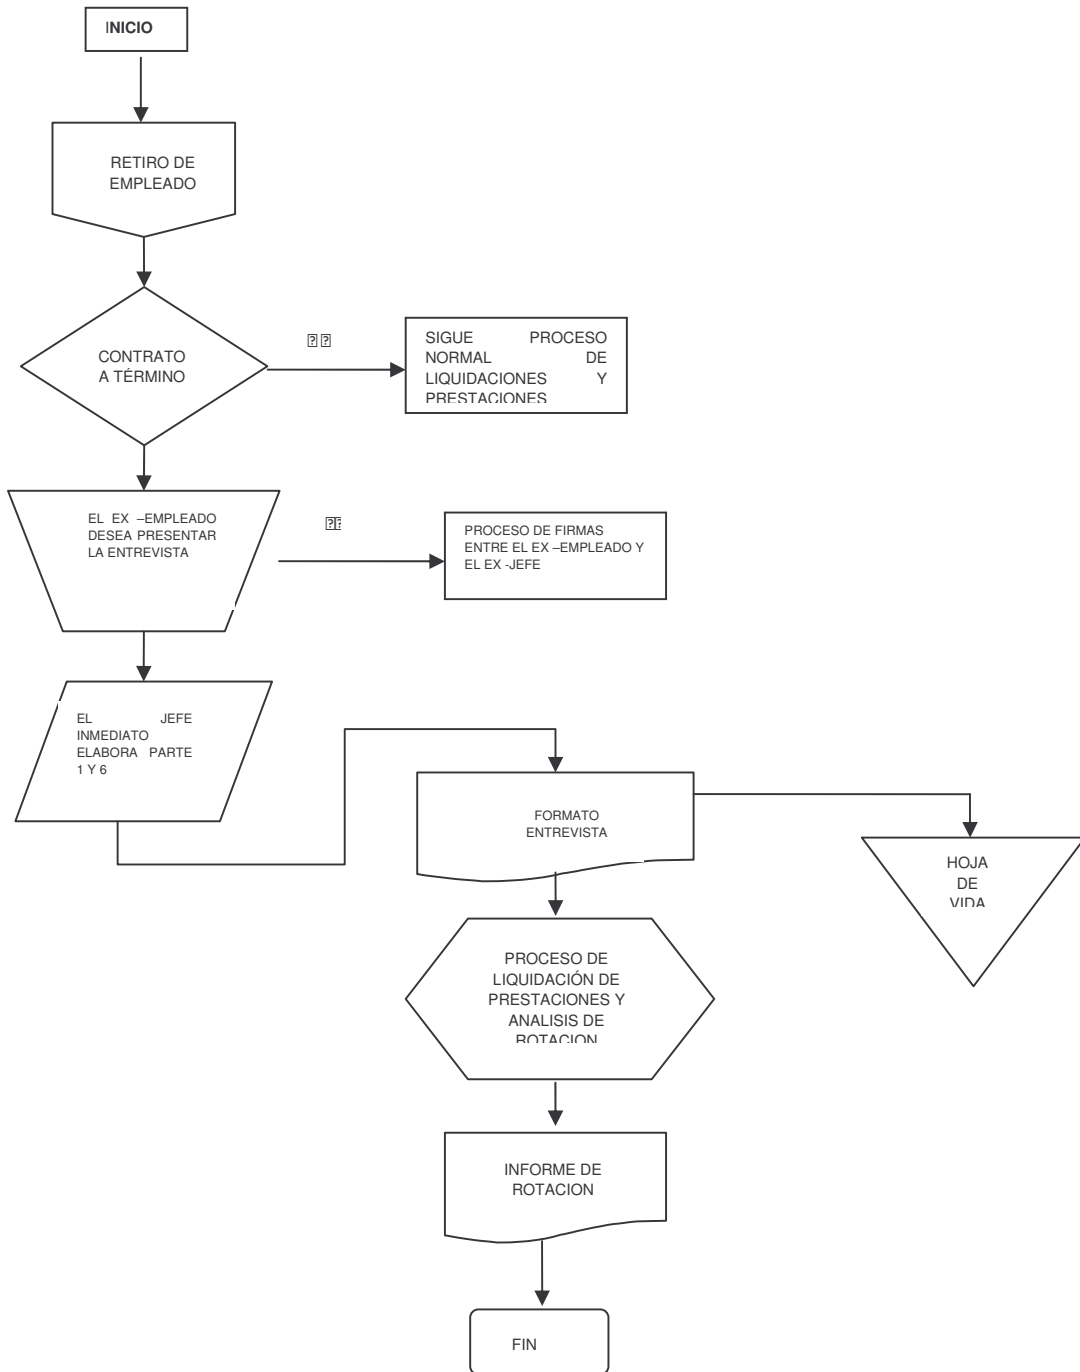 INICIO
RETIRO DE
EMPLEADO
CONTRATO
A TÉRMINO
SIGUE PROCESO
NORMAL DE
LIQUIDACIONES Y
PRESTACIONES
EL EX –EMPLEADO
DESEA PRESENTAR
LA ENTREVISTA
PROCESO DE FIRMAS
ENTRE EL EX –EMPLEADO Y
EL EX -JEFE
EL JEFE
INMEDIATO
ELABORA PARTE
1 Y 6
FORMATO
ENTREVISTA
HOJA
DE
VIDA
PROCESO DE
LIQUIDACIÓN DE
PRESTACIONES Y
ANALISIS DE
ROTACION
INFORME DE
ROTACION
FIN